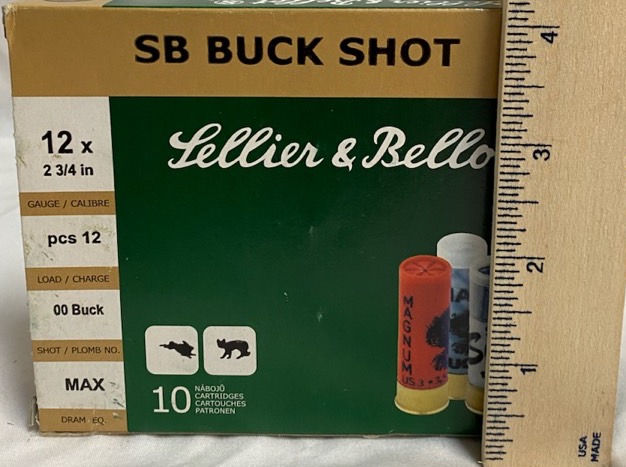 SB BUCK SHOT
Lellier & Bello
12 x
2 3/4 in
GAUGE / CALIBRE
pcs 12
LOAD / CHARGE
00 Buck
SHOT / PLOMB NO.
MAX
DRAM EQ.
10
NÁBOJŮ
CARTRIDGES
CARTOUCHES
PATRONEN
MAGNUM
4
3
2
1
USA
MADE